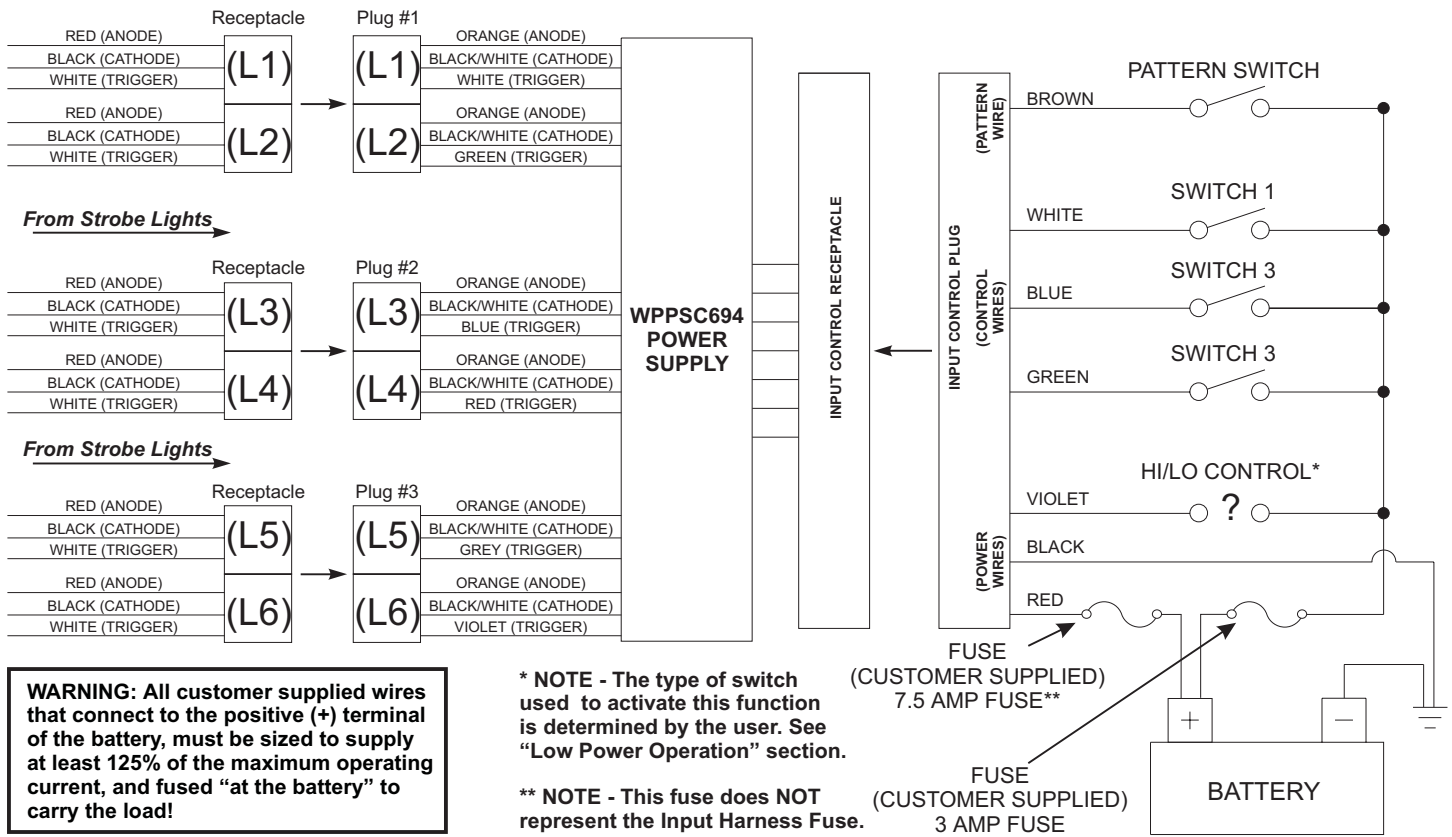 Receptacle
Plug #1
RED (ANODE)
BLACK (CATHODE)
WHITE (TRIGGER)
(L1)
(L1)
ORANGE (ANODE)
BLACK/WHITE (CATHODE)
WHITE (TRIGGER)
RED (ANODE)
BLACK (CATHODE)
WHITE (TRIGGER)
(L2)
(L2)
ORANGE (ANODE)
BLACK/WHITE (CATHODE)
GREEN (TRIGGER)
From Strobe Lights
Receptacle
Plug #2
RED (ANODE)
BLACK (CATHODE)
WHITE (TRIGGER)
(L3)
(L3)
ORANGE (ANODE)
BLACK/WHITE (CATHODE)
BLUE (TRIGGER)
RED (ANODE)
BLACK (CATHODE)
WHITE (TRIGGER)
(L4)
(L4)
ORANGE (ANODE)
BLACK/WHITE (CATHODE)
RED (TRIGGER)
From Strobe Lights
Receptacle
Plug #3
RED (ANODE)
BLACK (CATHODE)
WHITE (TRIGGER)
(L5)
(L5)
ORANGE (ANODE)
BLACK/WHITE (CATHODE)
GREY (TRIGGER)
RED (ANODE)
BLACK (CATHODE)
WHITE (TRIGGER)
(L6)
(L6)
ORANGE (ANODE)
BLACK/WHITE (CATHODE)
VIOLET (TRIGGER)
WPPSC694
POWER
SUPPLY
INPUT CONTROL RECEPTACLE
INPUT CONTROL PLUG
(PATTERN
WIRE)
(CONTROL
WIRES)
(POWER
WIRES)
PATTERN SWITCH
BROWN
SWITCH 1
WHITE
SWITCH 3
BLUE
SWITCH 3
GREEN
HI/LO CONTROL*
VIOLET
?
BLACK
RED
FUSE
(CUSTOMER SUPPLIED)
7.5 AMP FUSE**
FUSE
(CUSTOMER SUPPLIED)
3 AMP FUSE
+
−
BATTERY
WARNING: All customer supplied wires
that connect to the positive (+) terminal
of the battery, must be sized to supply
at least 125% of the maximum operating
current, and fused “at the battery” to
carry the load!
* NOTE - The type of switch
used to activate this function
is determined by the user. See
“Low Power Operation” section.
** NOTE - This fuse does NOT
represent the Input Harness Fuse.